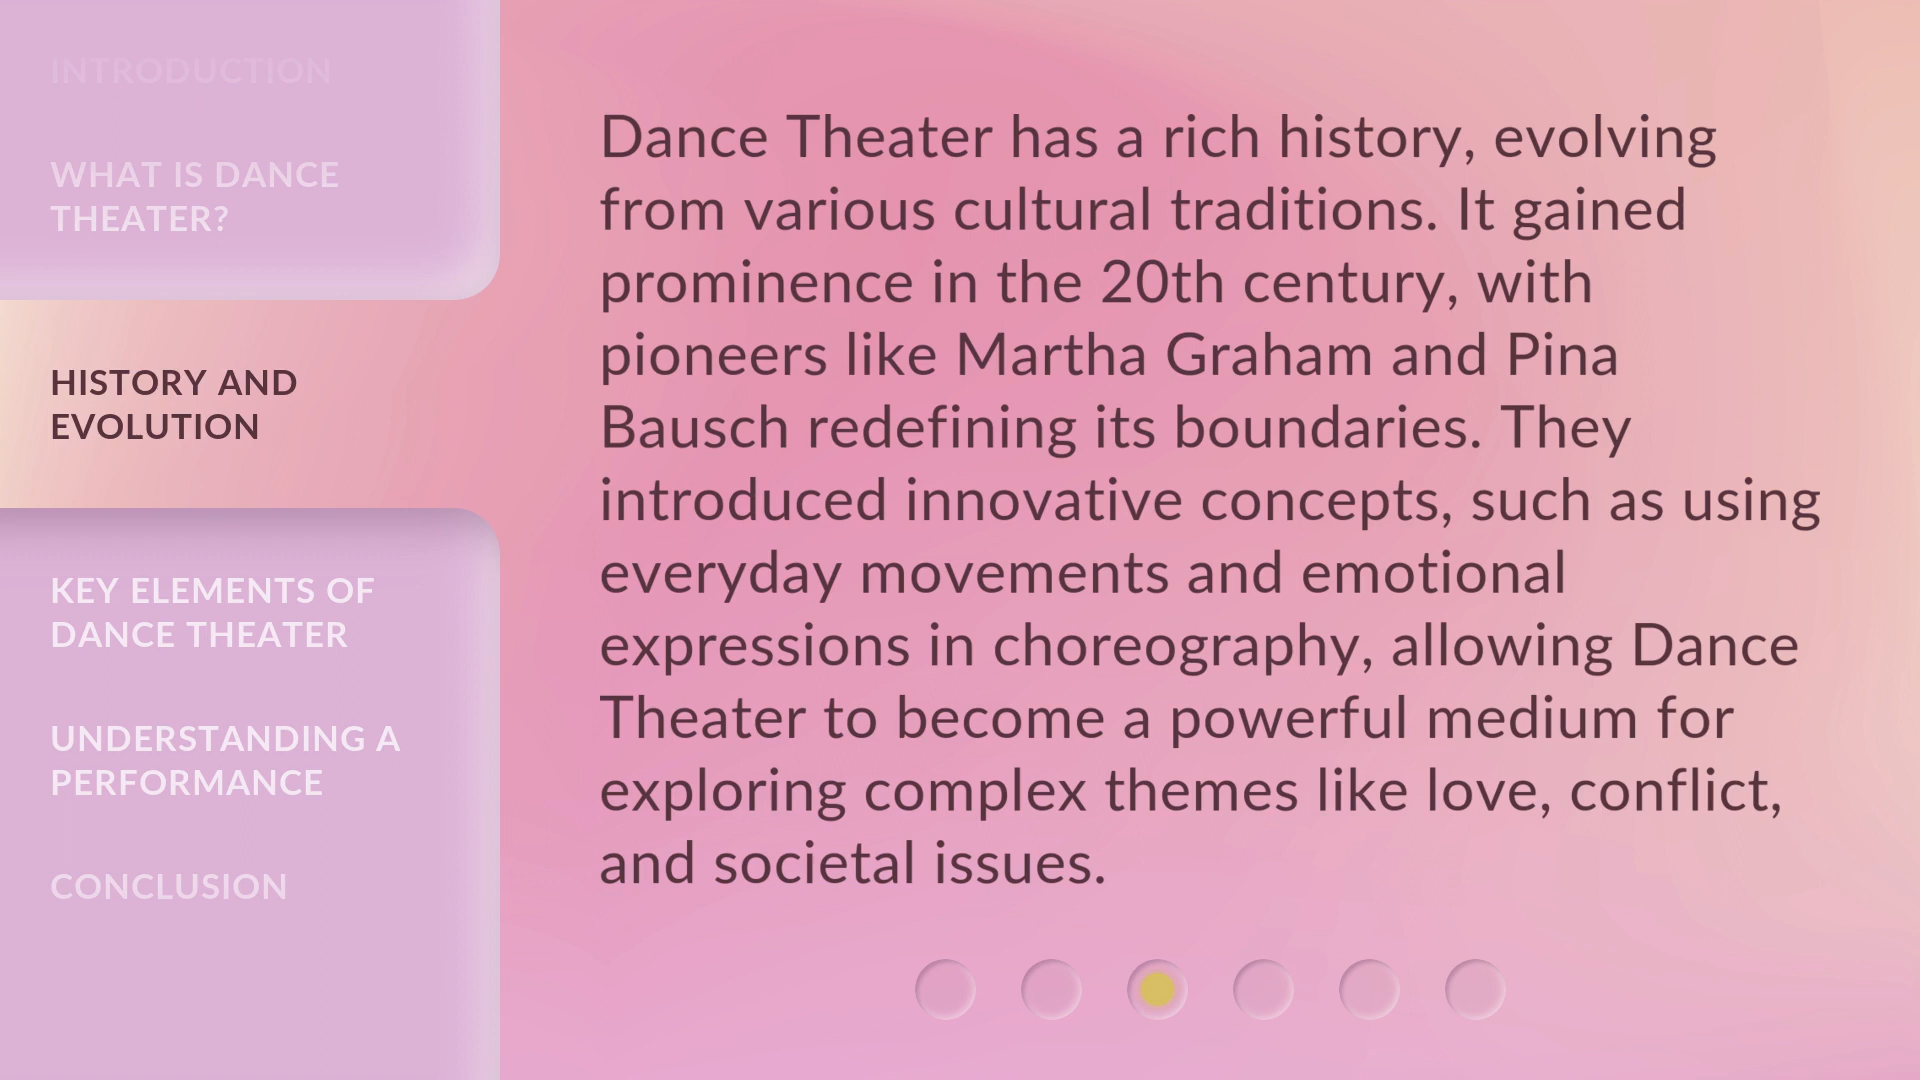 INTRODUCTION
WHAT IS DANCE
THEATER?
HISTORY AND
EVOLUTION
KEY ELEMENTS OF
DANCE THEATER
UNDERSTANDING A
PERFORMANCE
CONCLUSION
Dance Theater has a rich history, evolving
from various cultural traditions. It gained
prominence in the 20th century, with
pioneers like Martha Graham and Pina
Bausch redefining its boundaries. They
introduced innovative concepts, such as using
everyday movements and emotional
expressions in choreography, allowing Dance
Theater to become a powerful medium for
exploring complex themes like love, conflict,
and societal issues.